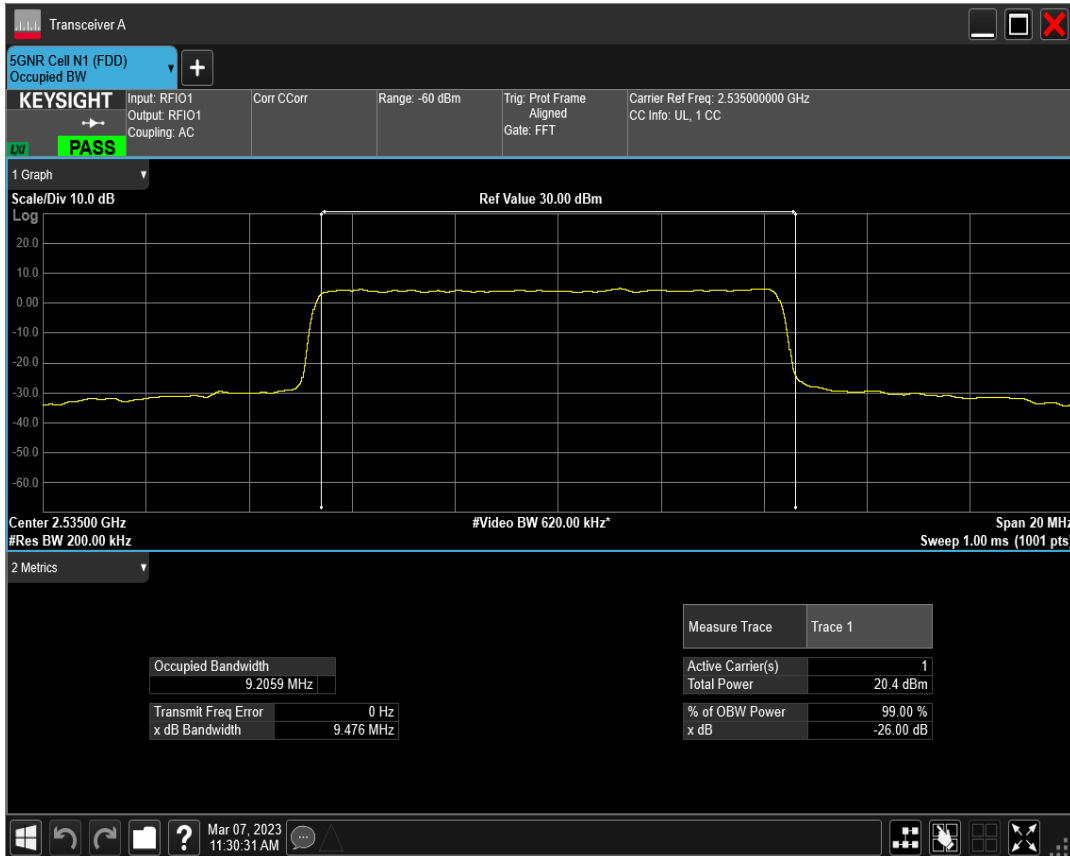 Transceiver A
5GNR Cell N1 (FDD)
Occupied BW
+
KEYSIGHT
LXI
PASS
Input: RFIO1
Output: RFIO1
Coupling: AC
Corr CCorr
Range: -60 dBm
Trig: Prot Frame
Aligned
Gate: FFT
Carrier Ref Freq: 2.535000000 GHz
CC Info: UL, 1 CC
1 Graph
Scale/Div 10.0 dB
Ref Value 30.00 dBm
Log
20.0
10.0
0.00
-10.0
-20.0
-30.0
-40.0
-50.0
-60.0
Center 2.53500 GHz
#Video BW 620.00 kHz*
Span 20 MHz
#Res BW 200.00 kHz
Sweep 1.00 ms (1001 pts)
2 Metrics
Measure Trace Trace 1
Occupied Bandwidth
9.2059 MHz
Active Carrier(s) 1
Total Power 20.4 dBm
Transmit Freq Error 0 Hz
x dB Bandwidth 9.476 MHz
% of OBW Power 99.00 %
x dB -26.00 dB
?
Mar 07, 2023
11:30:31 AM